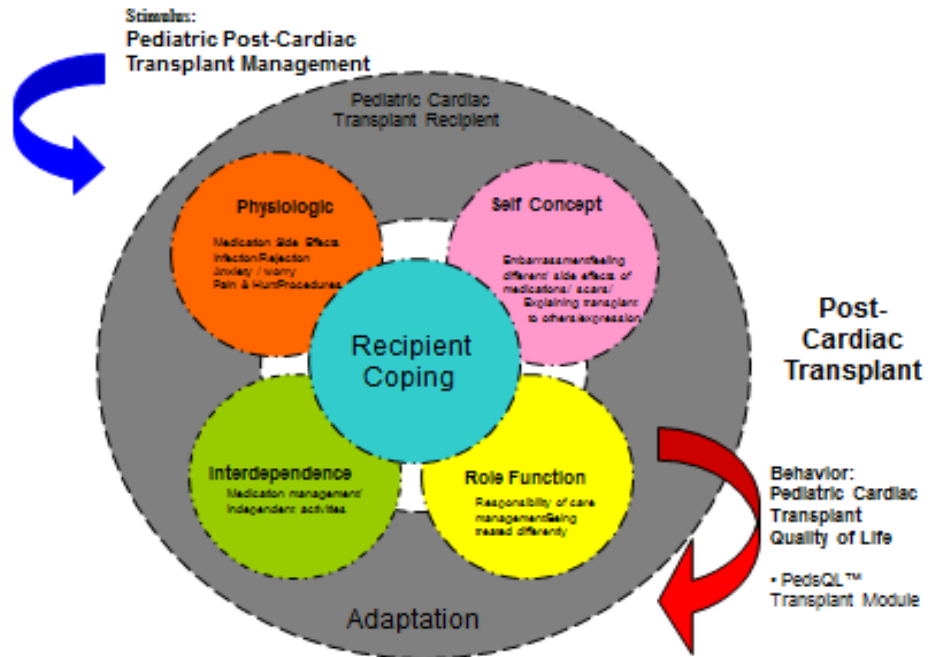 Stimulus:
Pediatric Post-Cardiac
Transplant Management
Pediatric Cardiac
Transplant Recipient
Physiologic
Medication Side Effects
Infection/Rejection
Anxiety / worry
Pain & Hurt/Procedures
Self Concept
Embarrassment/feeling
different/ side effects of
medications/ scars/
Explaining transplant
to others/expression
Recipient
Coping
Post-
Cardiac
Transplant
Interdependence
Medication management/
Independent activities
Role Function
Responsibility of care
management/Being
treated differently
Behavior:
Pediatric Cardiac
Transplant
Quality of Life
• PedsQL™
Transplant Module
Adaptation